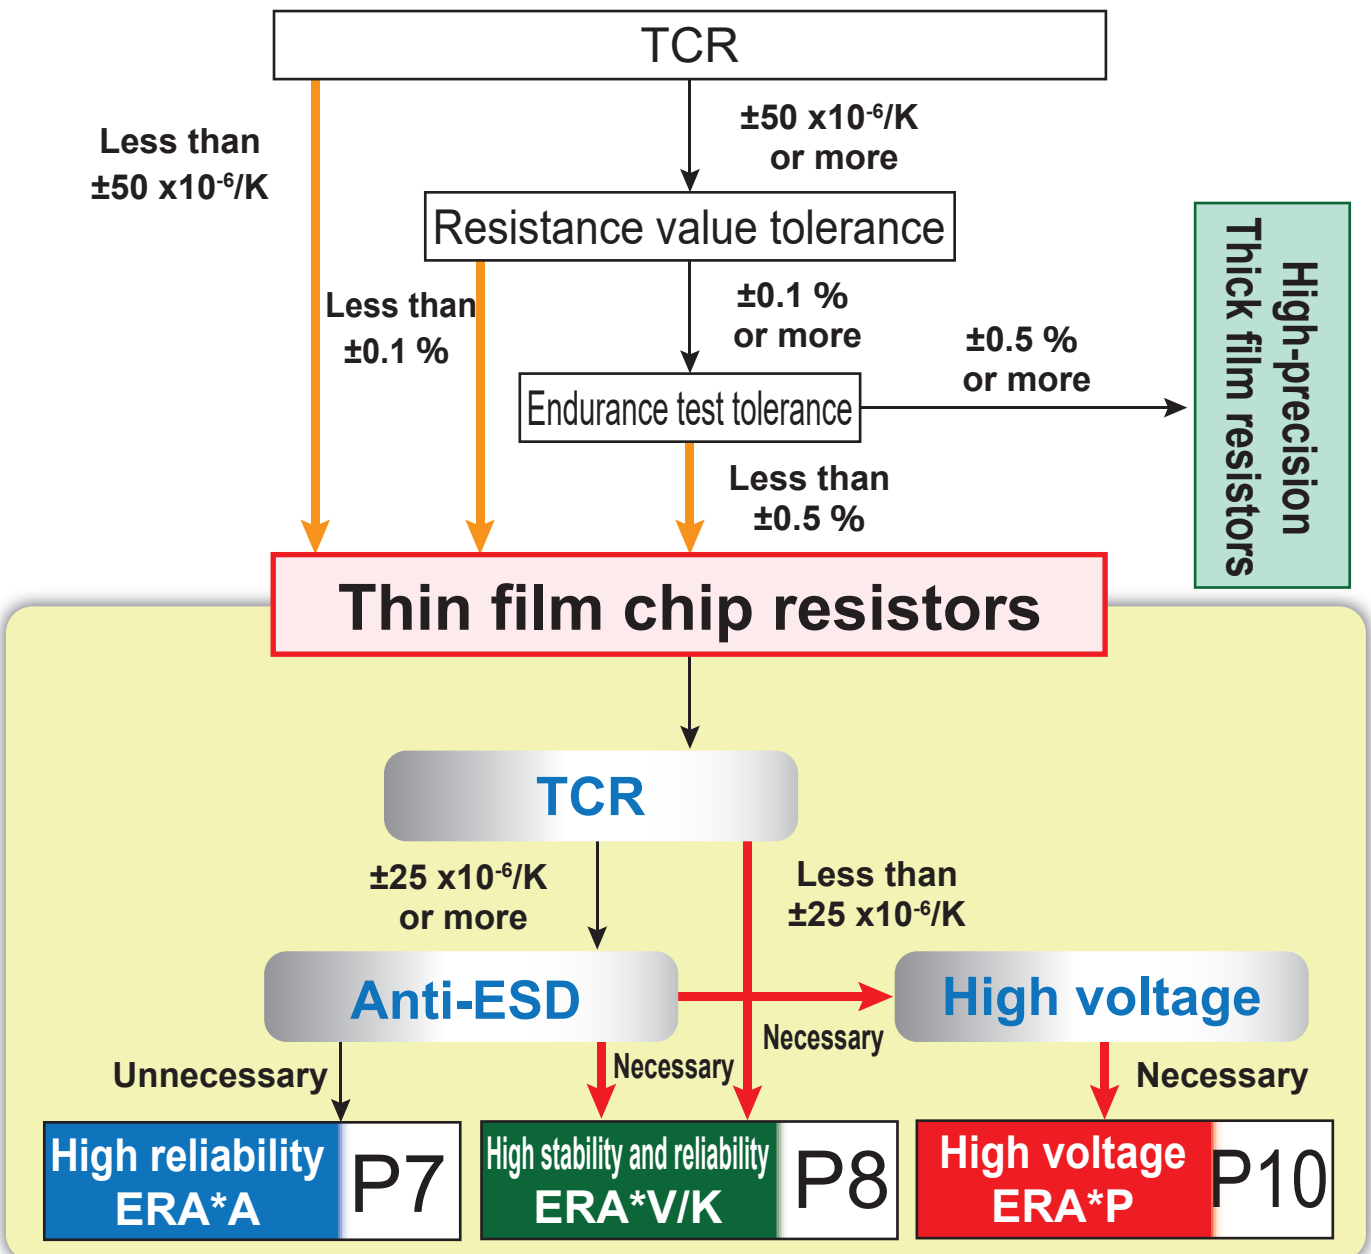 TCR
Less than
±50 x10⁻⁶/K
±50 x10⁻⁶/K
or more
Resistance value tolerance
Less than
±0.1 %
±0.1 %
or more
±0.5 %
or more
High-precision
Thick film resistors
Endurance test tolerance
Less than
±0.5 %
Thin film chip resistors
TCR
±25 x10⁻⁶/K
or more
Less than
±25 x10⁻⁶/K
Anti-ESD
High voltage
Unnecessary
Necessary
Necessary
Necessary
High reliability
ERA*A
P7
High stability and reliability
ERA*V/K
P8
High voltage
ERA*P
P10